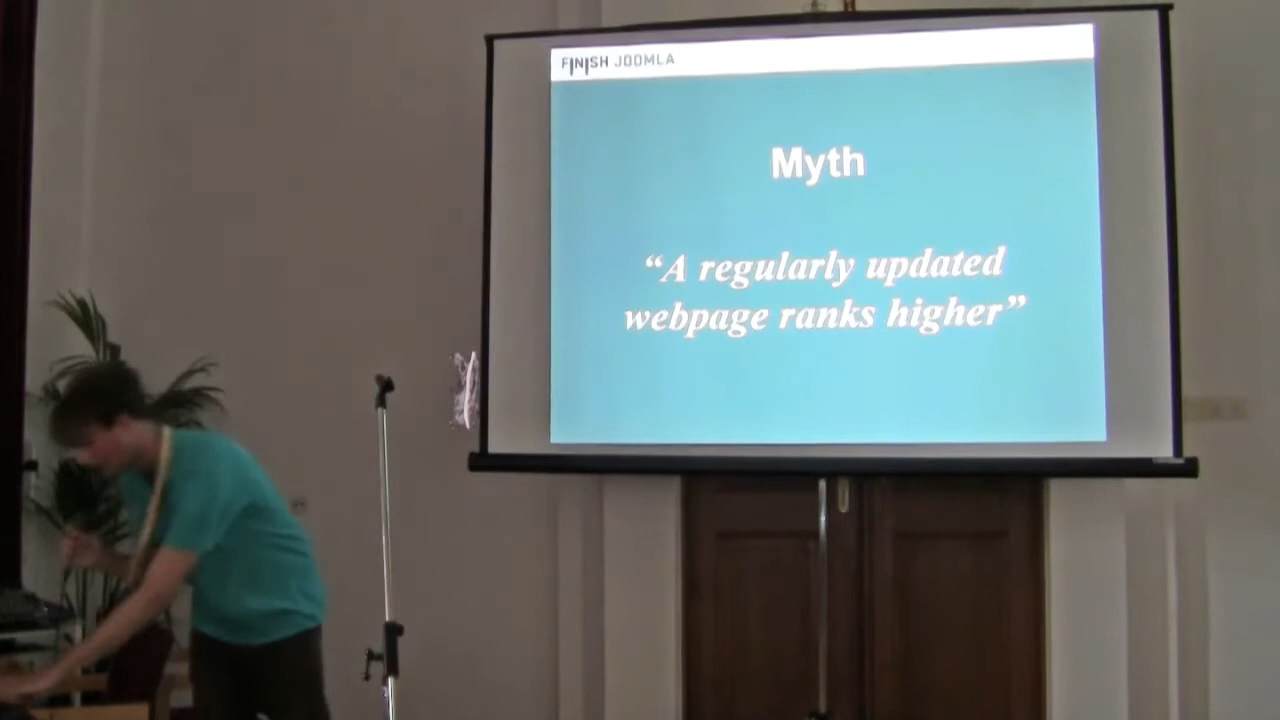 FINISH JOOMLA
Myth
“A regularly updated
webpage ranks higher”